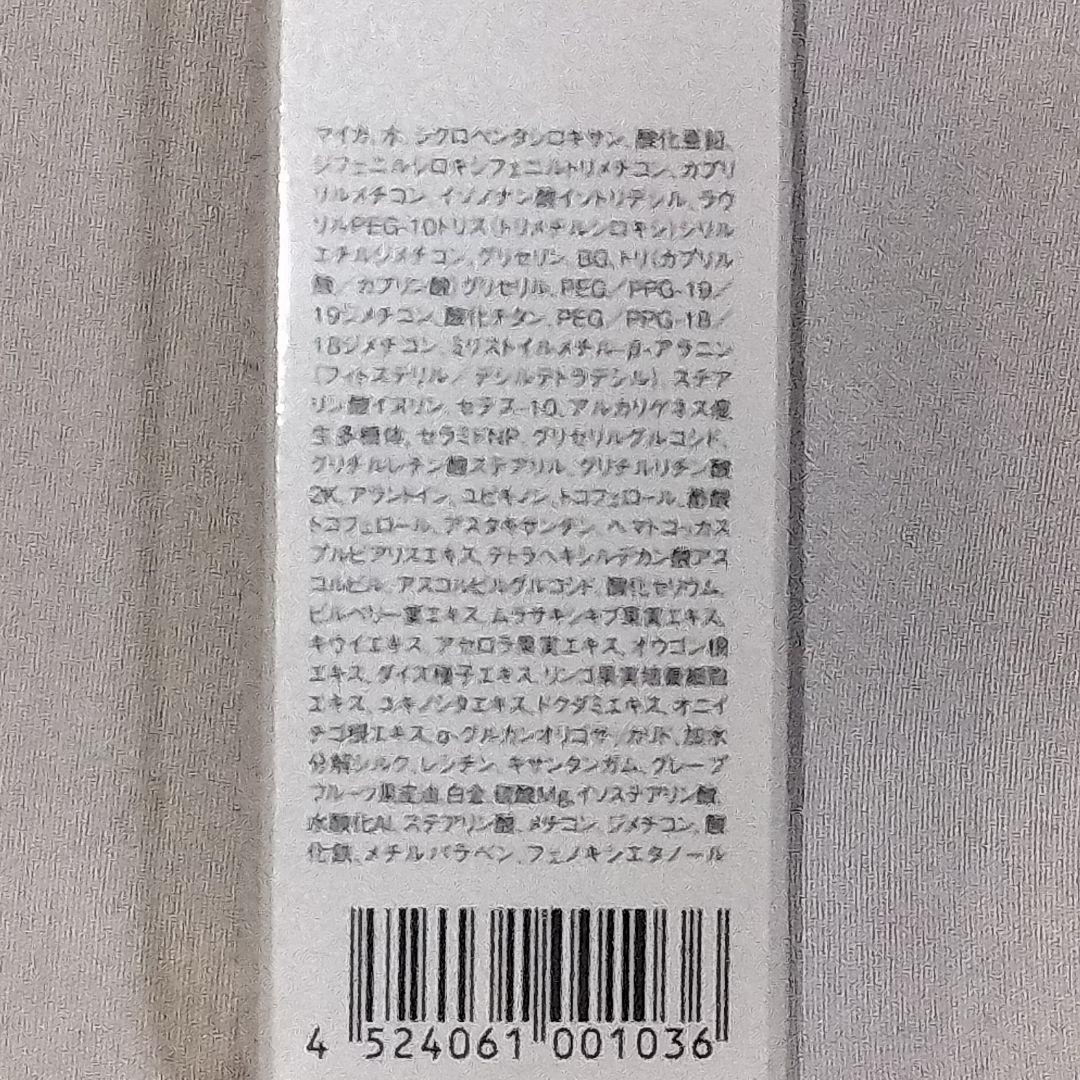 マイカ、水、シクロペンタシロキサン、酸化亜鉛、
ジフェニルシロキシフェニルトリメチコン、カプリ
リルメチコン、イソノナン酸イソトリデシル、ラウ
リルPEG-10トリス(トリメチルシロキシ)シリル
エチルジメチコン、グリセリン、BG、トリ(カプリル
酸/カプリン酸)グリセリル、PEG/PPG-19/
19ジメチコン、酸化チタン、PEG/PPG-18/
18ジメチコン、ミリストイルメチル-β-アラニン
(フィトステリル/デシルテトラデシル)、ステア
リン酸イヌリン、セテス-10、アルカリゲネス産
生多糖体、セラミドNP、グリセリルグルコシド、
グリチルレチン酸ステアリル、グリチルリチン酸
2K、アラントイン、ユビキノン、トコフェロール、酢酸
トコフェロール、アスタキサンチン、ヘマトコッカス
プルビアリスエキス、テトラヘキシルデカン酸アス
コルビル、アスコルビルグルコシド、酸化セリウム、
ビルベリー葉エキス、ムラサキシキブ果実エキス、
キウイエキス、アセロラ果実エキス、オウゴン根
エキス、ダイズ種子エキス、リンゴ果実培養細胞
エキス、ユキノシタエキス、ドクダミエキス、オニイ
チゴ根エキス、α-グルカンオリゴサッカリド、加水
分解シルク、レシチン、キサンタンガム、グレープ
フルーツ果皮油、白金、硫酸Mg、イソステアリン酸、
水酸化Al、ステアリン酸、メチコン、ジメチコン、酸
化鉄、メチルパラベン、フェノキシエタノール
4 524061 001036